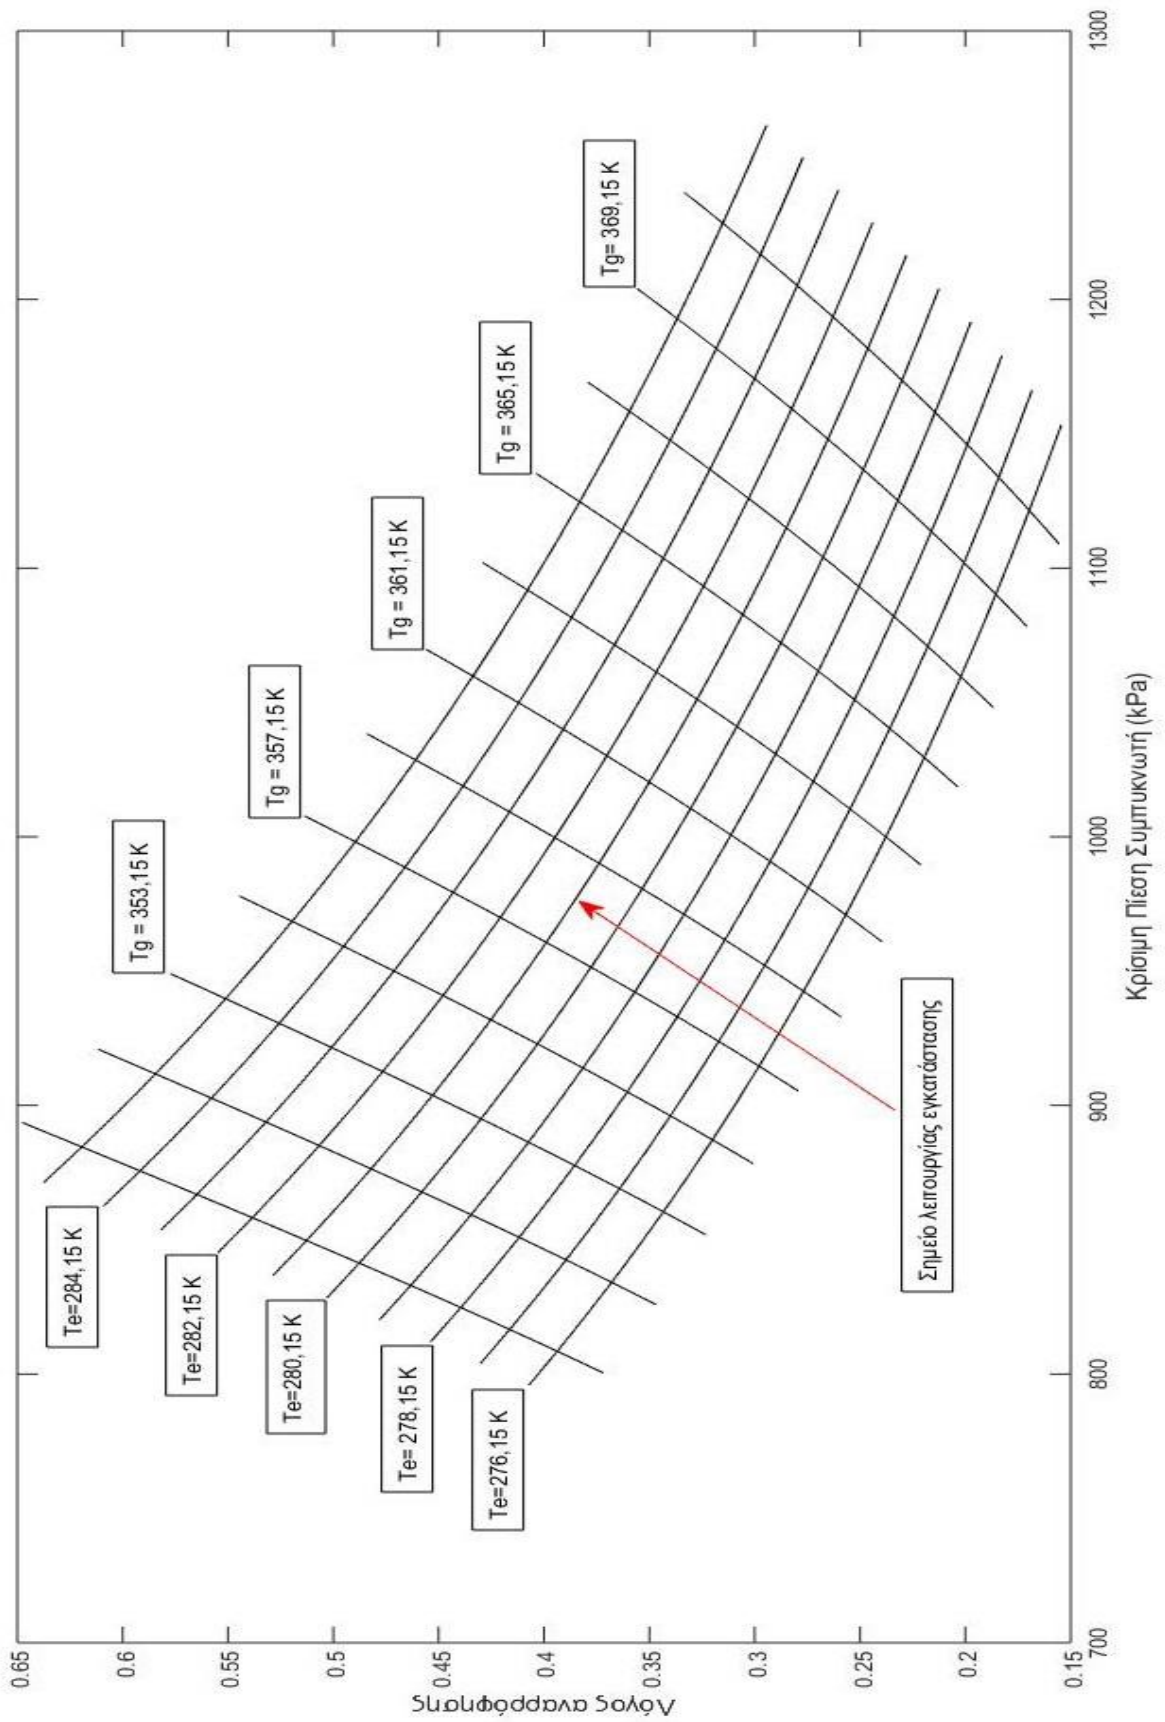 0.65
0.6
0.55
0.5
0.45
0.4
0.35
0.3
0.25
0.2
0.15
Λόγος αναρρόφησης
700
800
900
1000
1100
1200
1300
Κρίσιμη Πίεση Συμπυκνωτή (kPa)
Te=284,15 K
Te=282,15 K
Te=280,15 K
Te= 278,15 K
Te=276,15 K
Tg = 353,15 K
Tg = 357,15 K
Tg = 361,15 K
Tg = 365,15 K
Tg= 369,15 K
Σημείο λειτουργίας εγκατάστασης